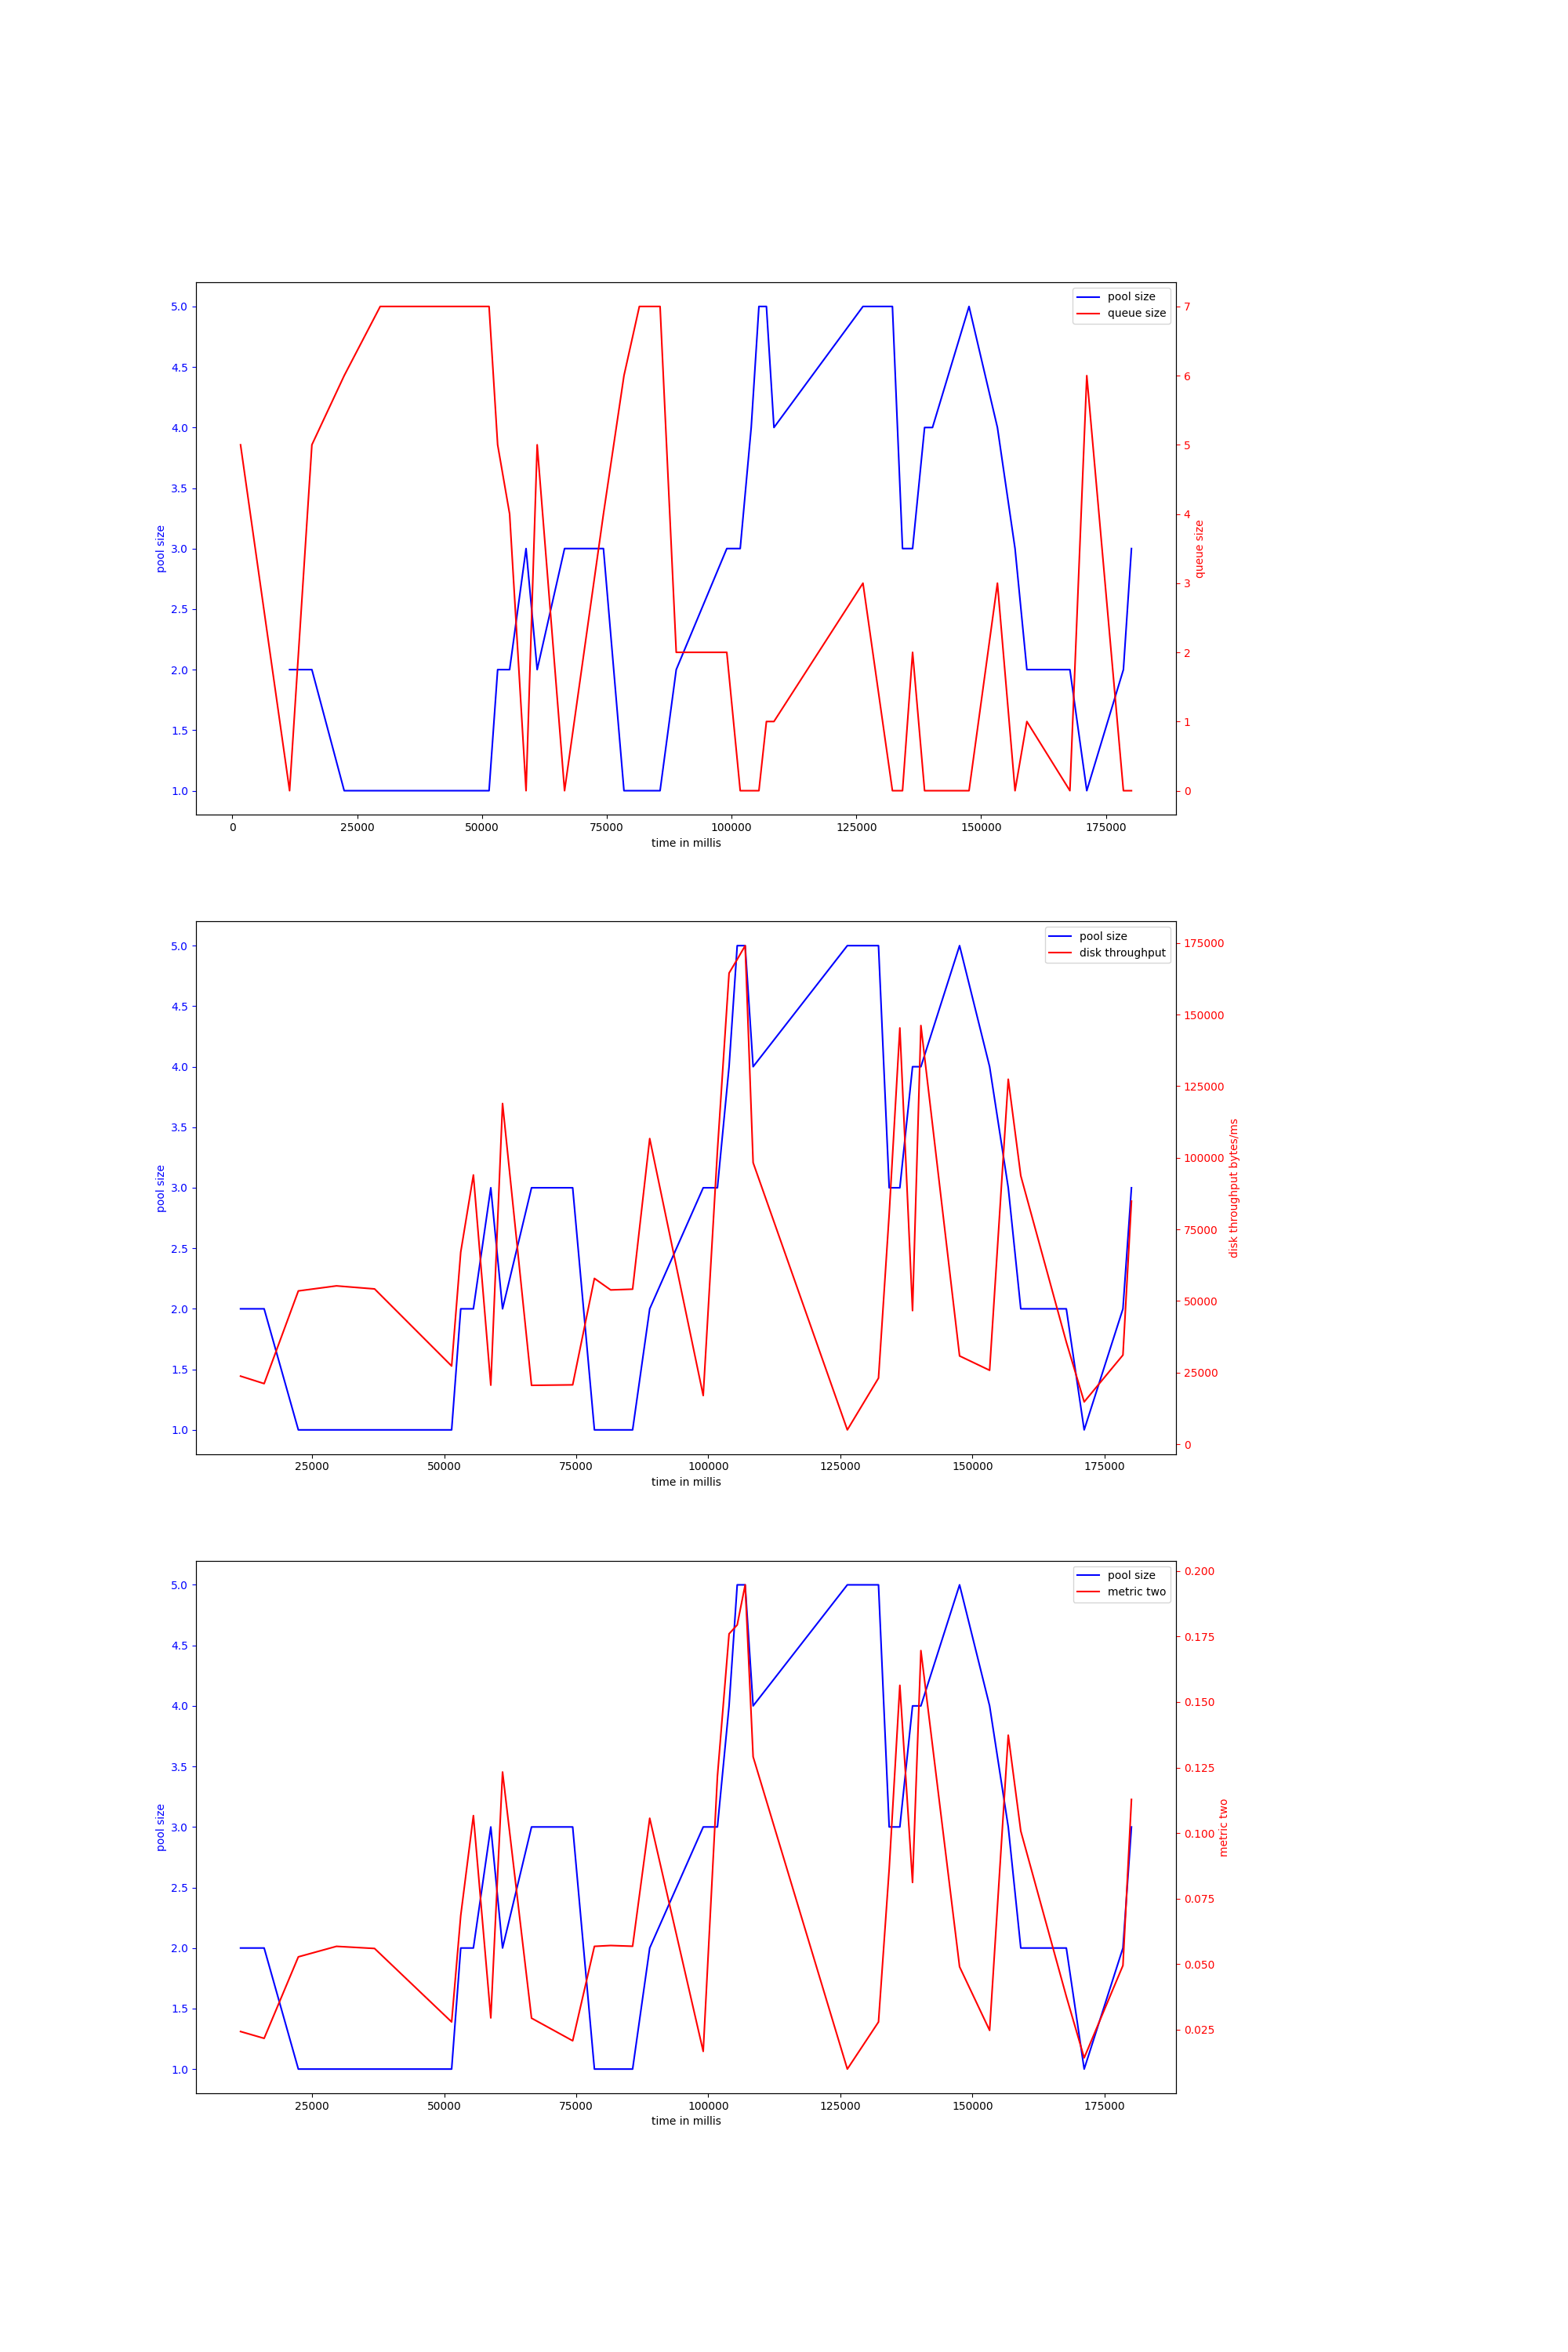 pool size
queue size
5.0
4.5
4.0
3.5
3.0
2.5
2.0
1.5
1.0
pool size
7
6
5
4
3
2
1
0
queue size
0 25000 50000 75000 100000 125000 150000 175000
time in millis
pool size
disk throughput
5.0
4.5
4.0
3.5
3.0
2.5
2.0
1.5
1.0
pool size
175000
150000
125000
100000
75000
50000
25000
0
disk throughput bytes/ms
25000 50000 75000 100000 125000 150000 175000
time in millis
pool size
metric two
5.0
4.5
4.0
3.5
3.0
2.5
2.0
1.5
1.0
pool size
0.200
0.175
0.150
0.125
0.100
0.075
0.050
0.025
metric two
25000 50000 75000 100000 125000 150000 175000
time in millis